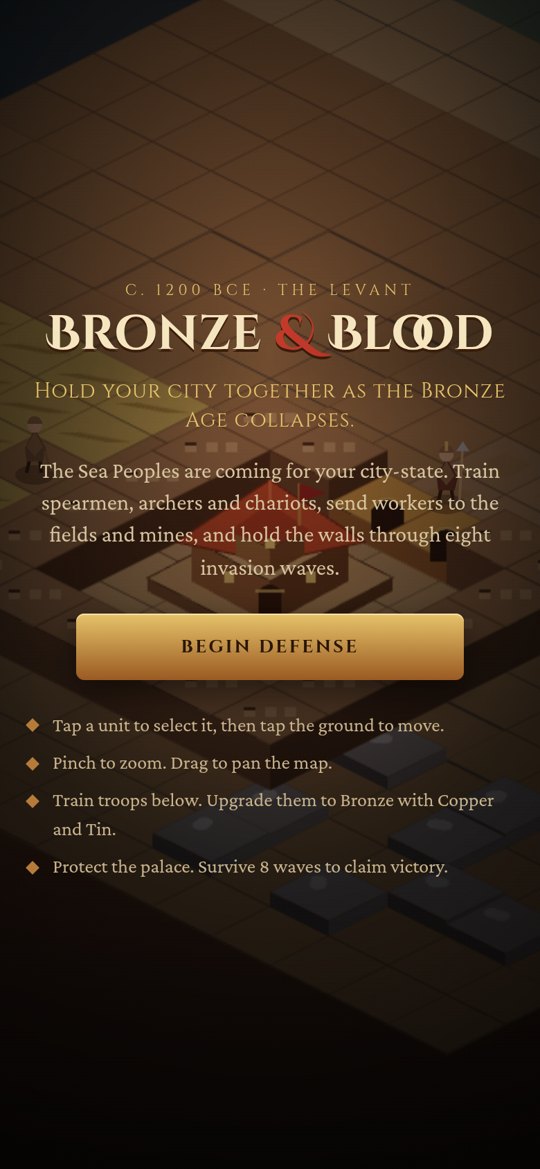 C. 1200 BCE · THE LEVANT
BRONZE & BLOOD
HOLD YOUR CITY TOGETHER AS THE BRONZE
AGE COLLAPSES.
The Sea Peoples are coming for your city-state. Train
spearmen, archers and chariots, send workers to the
fields and mines, and hold the walls through eight
invasion waves.
BEGIN DEFENSE
Tap a unit to select it, then tap the ground to move.
Pinch to zoom. Drag to pan the map.
Train troops below. Upgrade them to Bronze with Copper
and Tin.
Protect the palace. Survive 8 waves to claim victory.